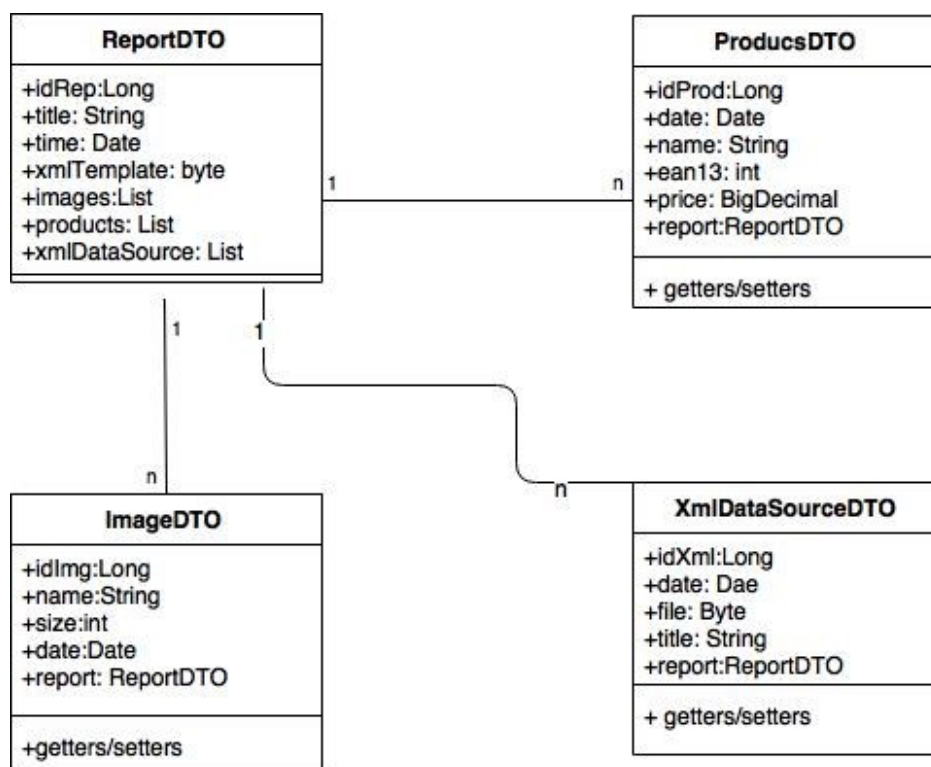 ReportDTO
+idRep:Long
+title: String
+time: Date
+xmlTemplate: byte
+images:List
+products: List
+xmlDataSource: List
ProducsDTO
+idProd:Long
+date: Date
+name: String
+ean13: int
+price: BigDecimal
+report:ReportDTO
+ getters/setters
1
n
1
n
1
n
ImageDTO
+idImg:Long
+name:String
+size:int
+date:Date
+report: ReportDTO
+getters/setters
XmlDataSourceDTO
+idXml:Long
+date: Dae
+file: Byte
+title: String
+report:ReportDTO
+ getters/setters